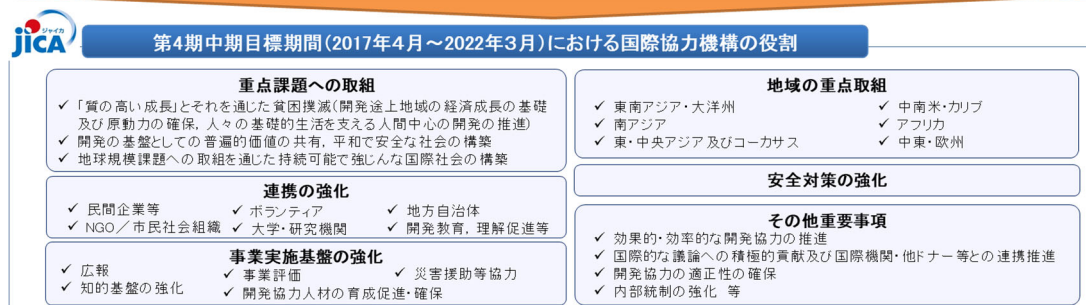 ジャイカ
JICA
第4期中期目標期間(2017年4月～2022年3月)における国際協力機構の役割
重点課題への取組
✓ 「質の高い成長」とそれを通じた貧困撲滅(開発途上地域の経済成長の基礎
及び原動力の確保, 人々の基礎的生活を支える人間中心の開発の推進)
✓ 開発の基盤としての普遍的価値の共有, 平和で安全な社会の構築
✓ 地球規模課題への取組を通じた持続可能で強じんな国際社会の構築
連携の強化
✓ 民間企業等 ✓ ボランティア ✓ 地方自治体
✓ NGO／市民社会組織 ✓ 大学・研究機関 ✓ 開発教育, 理解促進等
事業実施基盤の強化
✓ 広報 ✓ 事業評価 ✓ 災害援助等協力
✓ 知的基盤の強化 ✓ 開発協力人材の育成促進・確保
地域の重点取組
✓ 東南アジア・大洋州 ✓ 中南米・カリブ
✓ 南アジア ✓ アフリカ
✓ 東・中央アジア及びコーカサス ✓ 中東・欧州
安全対策の強化
その他重要事項
✓ 効果的・効率的な開発協力の推進
✓ 国際的な議論への積極的貢献及び国際機関・他ドナー等との連携推進
✓ 開発協力の適正性の確保
✓ 内部統制の強化 等